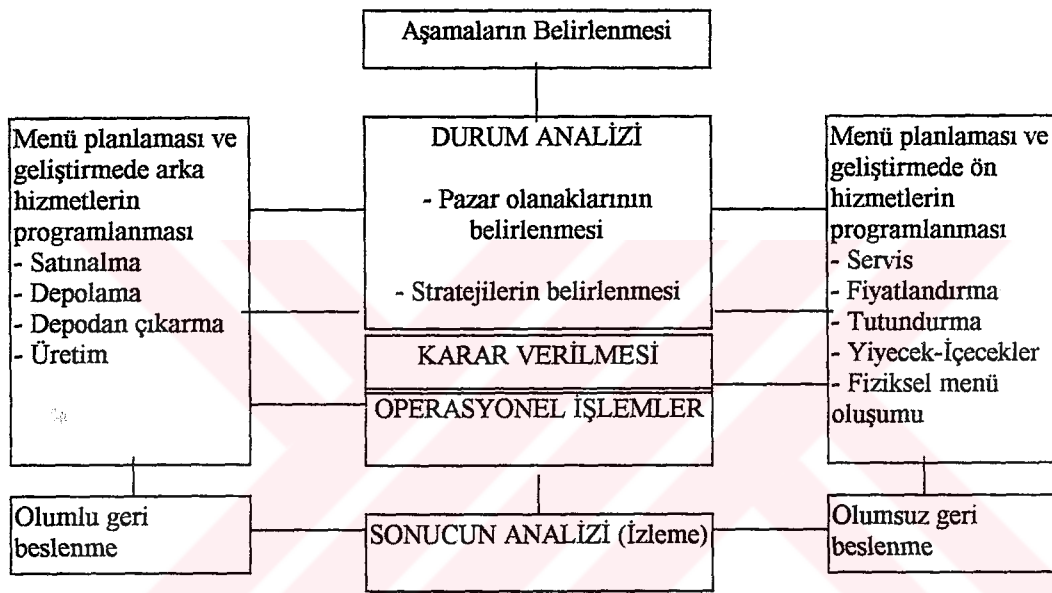 Aşamaların Belirlenmesi
Menü planlaması ve
geliştirmede arka
hizmetlerin
programlanması
- Satınalma
- Depolama
- Depodan çıkarma
- Üretim
DURUM ANALİZİ
- Pazar olanaklarının
belirlenmesi
- Stratejilerin belirlenmesi
KARAR VERİLMESİ
OPERASYONEL İŞLEMLER
Menü planlaması ve
geliştirmede ön
hizmetlerin
programlanması
- Servis
- Fiyatlandırma
- Tutundurma
- Yiyecek-İçecekler
- Fiziksel menü
oluşumu
Olumlu geri
beslenme
SONUCUN ANALİZİ (İzleme)
Olumsuz geri
beslenme